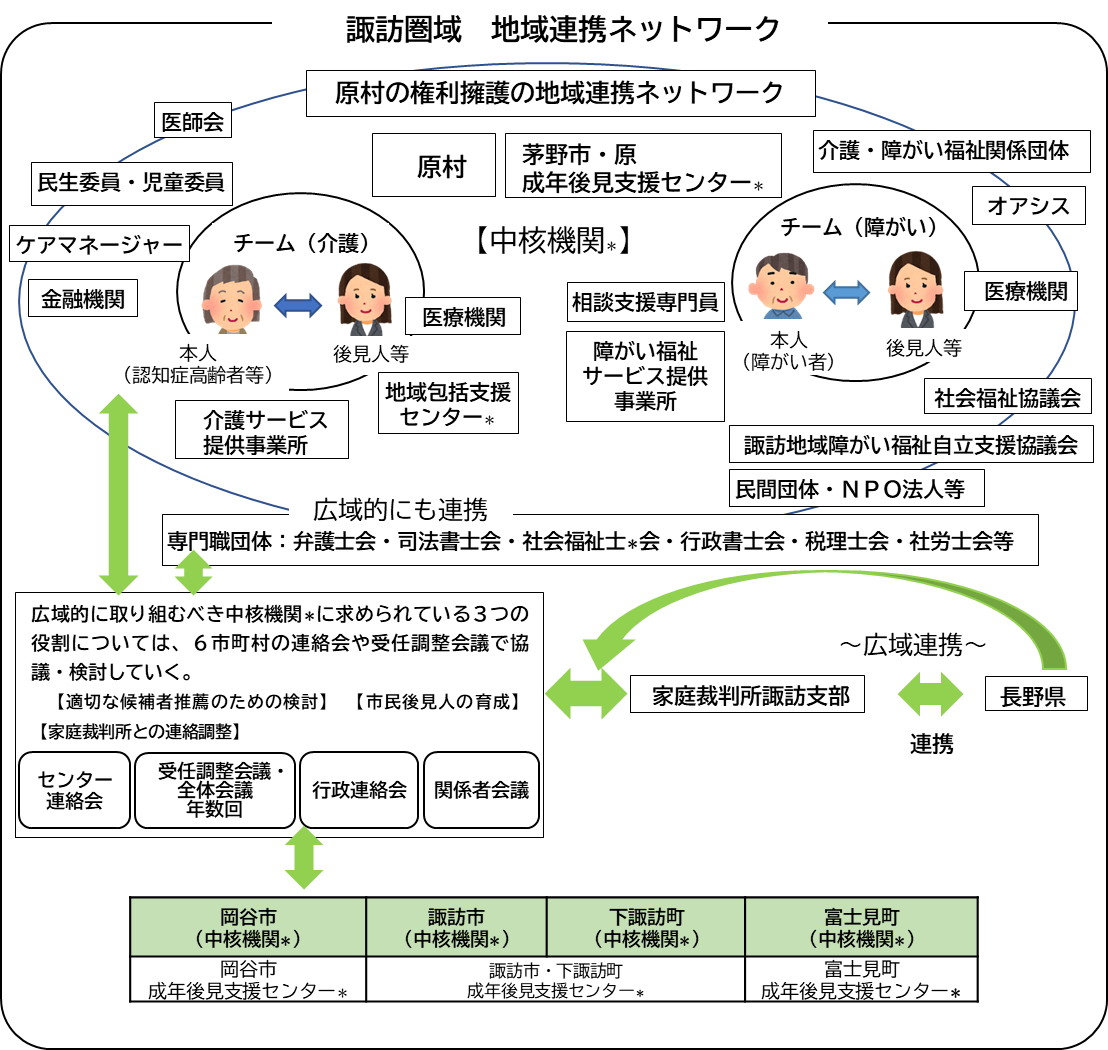 諏訪圏域　地域連携ネットワーク
原村の権利擁護の地域連携ネットワーク
医師会
原村
茅野市・原
成年後見支援センター*
介護・障がい福祉関係団体
民生委員・児童委員
オアシス
ケアマネージャー
チーム（介護）
【中核機関*】
チーム（障がい）
金融機関
医療機関
相談支援専門員
医療機関
本人
（認知症高齢者等）
後見人等
本人
（障がい者）
後見人等
障がい福祉
サービス提供
事業所
地域包括支援
センター*
介護サービス
提供事業所
社会福祉協議会
諏訪地域障がい福祉自立支援協議会
民間団体・ＮＰＯ法人等
広域的にも連携
専門職団体：弁護士会・司法書士会・社会福祉士*会・行政書士会・税理士会・社労士会等
広域的に取り組むべき中核機関*に求められている３つの
役割については、６市町村の連絡会や受任調整会議で協
議・検討していく。
【適切な候補者推薦のための検討】　【市民後見人の育成】
【家庭裁判所との連絡調整】
センター
連絡会
受任調整会議・
全体会議
年数回
行政連絡会
関係者会議
～広域連携～
家庭裁判所諏訪支部
長野県
連携
岡谷市
（中核機関*）
諏訪市
（中核機関*）
下諏訪町
（中核機関*）
富士見町
（中核機関*）
岡谷市
成年後見支援センター*
諏訪市・下諏訪町
成年後見支援センター*
富士見町
成年後見支援センター*